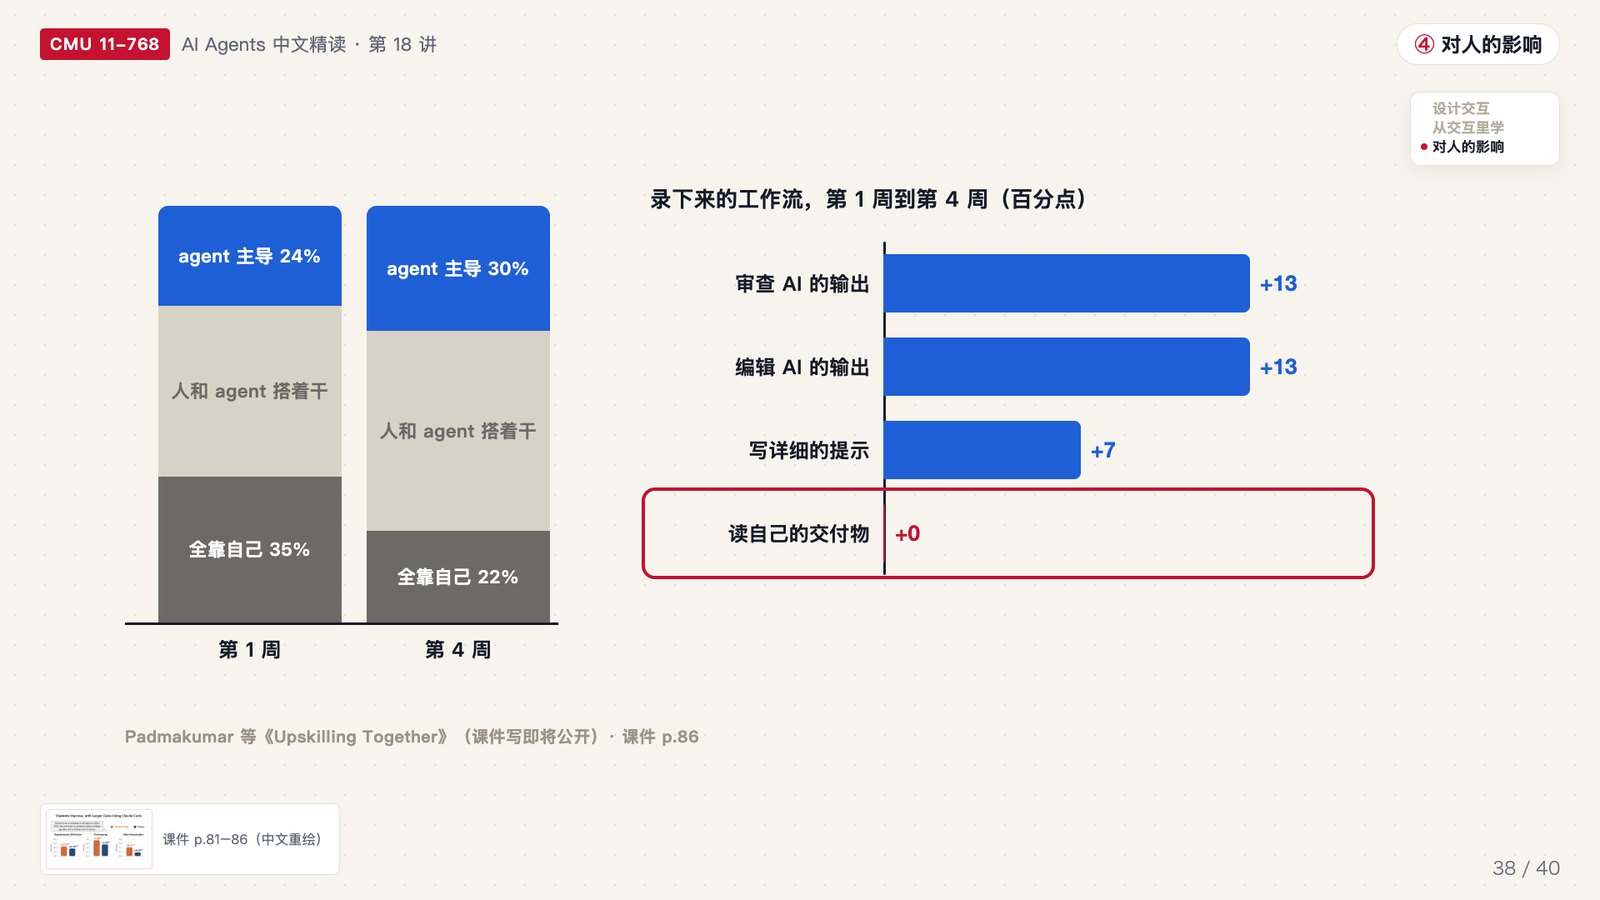 CMU 11-768 AI Agents 中文精读 · 第 18 讲
④ 对人的影响
设计交互
从交互里学
对人的影响
agent 主导 24%
人和 agent 搭着干
全靠自己 35%
第 1 周
agent 主导 30%
人和 agent 搭着干
全靠自己 22%
第 4 周
录下来的工作流，第 1 周到第 4 周（百分点）
审查 AI 的输出 +13
编辑 AI 的输出 +13
写详细的提示 +7
读自己的交付物 +0
Padmakumar 等《Upskilling Together》（课件写即将公开）· 课件 p.86
课件 p.81—86（中文重绘）
38 / 40